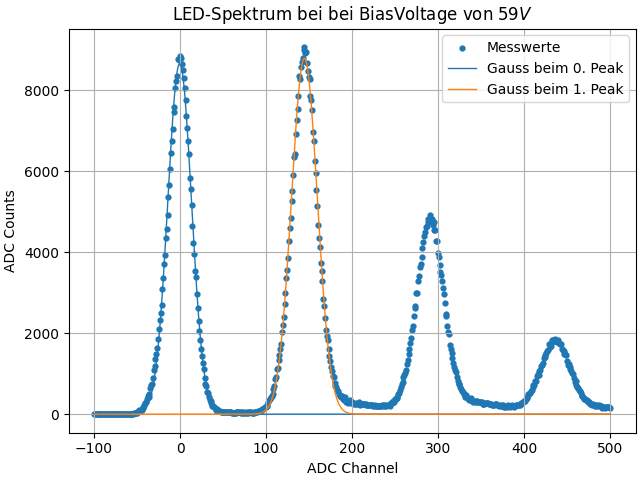 LED-Spektrum bei bei BiasVoltage von 59V
Messwerte
Gauss beim 0. Peak
Gauss beim 1. Peak
ADC Counts
8000
6000
4000
2000
0
−100 0 100 200 300 400 500
ADC Channel